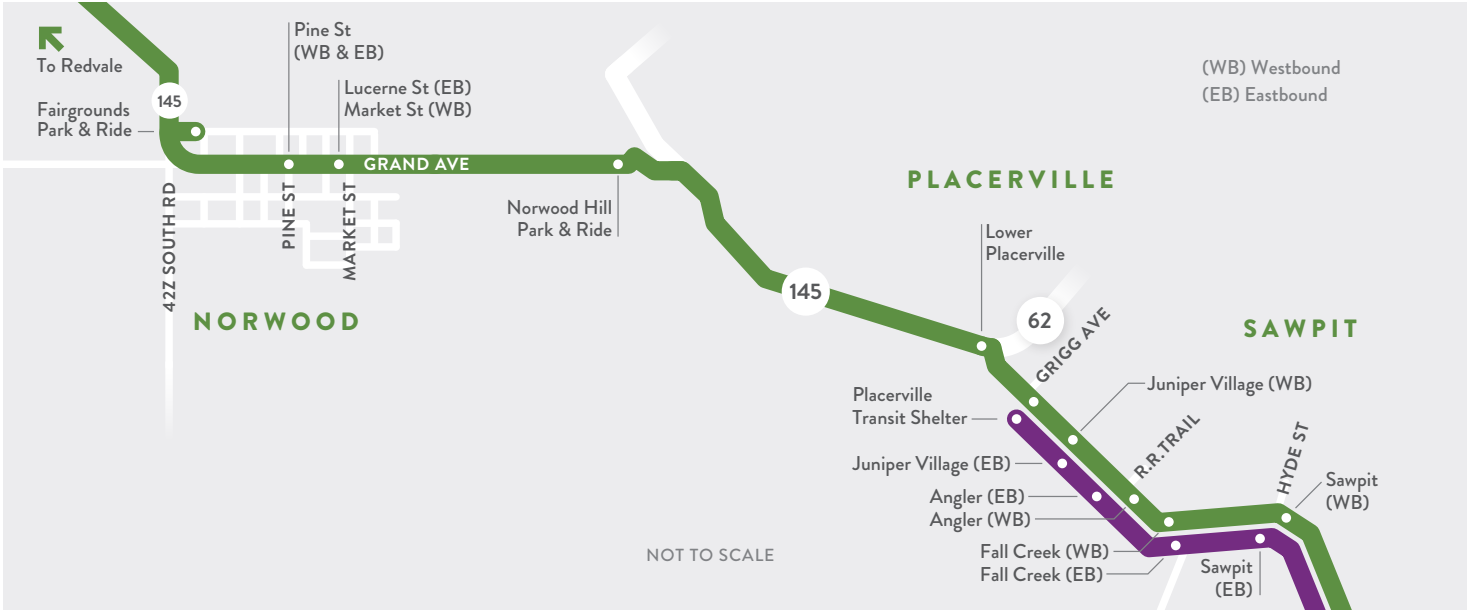 To Redvale
145
Fairgrounds
Park & Ride
Pine St
(WB & EB)
Lucerne St (EB)
Market St (WB)
GRAND AVE
42Z SOUTH RD
PINE ST
MARKET ST
NORWOOD
Norwood Hill
Park & Ride
(WB) Westbound
(EB) Eastbound
PLACERVILLE
Lower
Placerville
145
62
GRIGG AVE
SAWPIT
Placerville
Transit Shelter
Juniper Village (WB)
Juniper Village (EB)
R.R.TRAIL
Angler (EB)
Angler (WB)
HYDE ST
Sawpit
(WB)
Fall Creek (WB)
Fall Creek (EB)
Sawpit
(EB)
NOT TO SCALE